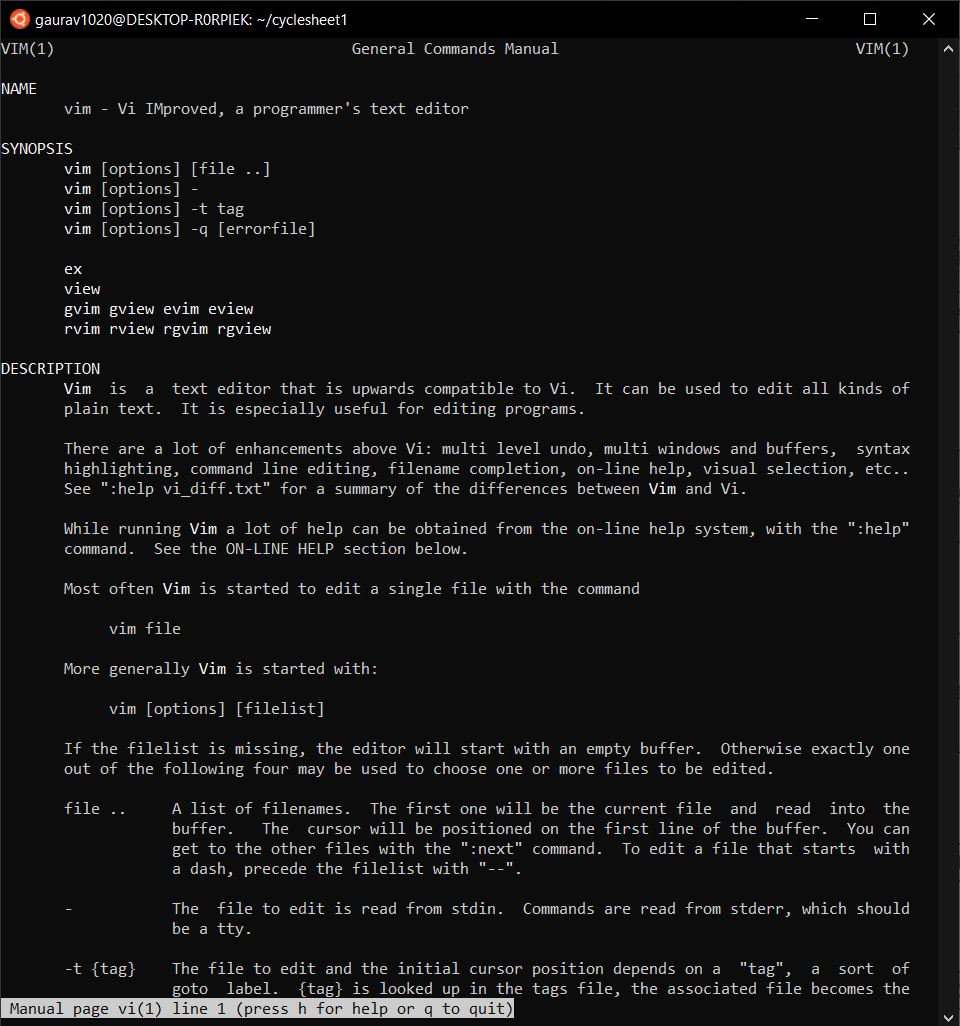 gaurav1020@DESKTOP-R0RPIEK: ~/cyclesheet1
VIM(1)                                 General Commands Manual                                 VIM(1)

NAME
       vim - Vi IMproved, a programmer's text editor

SYNOPSIS
       vim [options] [file ..]
       vim [options] -
       vim [options] -t tag
       vim [options] -q [errorfile]

       ex
       view
       gvim gview evim eview
       rvim rview rgvim rgview

DESCRIPTION
       Vim  is  a  text editor that is upwards compatible to Vi.  It can be used to edit all kinds of
       plain text.  It is especially useful for editing programs.

       There are a lot of enhancements above Vi: multi level undo, multi windows and buffers,  syntax
       highlighting, command line editing, filename completion, on-line help, visual selection, etc..
       See ":help vi_diff.txt" for a summary of the differences between Vim and Vi.

       While running Vim a lot of help can be obtained from the on-line help system, with the ":help"
       command.  See the ON-LINE HELP section below.

       Most often Vim is started to edit a single file with the command

            vim file

       More generally Vim is started with:

            vim [options] [filelist]

       If the filelist is missing, the editor will start with an empty buffer.  Otherwise exactly one
       out of the following four may be used to choose one or more files to be edited.

       file ..     A list of filenames.  The first one will be the current file  and  read  into  the
                   buffer.   The  cursor will be positioned on the first line of the buffer.  You can
                   get to the other files with the ":next" command.  To edit a file that starts  with
                   a dash, precede the filelist with "--".

       -           The  file to edit is read from stdin.  Commands are read from stderr, which should
                   be a tty.

       -t {tag}    The file to edit and the initial cursor position depends on a  "tag",  a  sort  of
                   goto  label.  {tag} is looked up in the tags file, the associated file becomes the
 Manual page vi(1) line 1 (press h for help or q to quit)